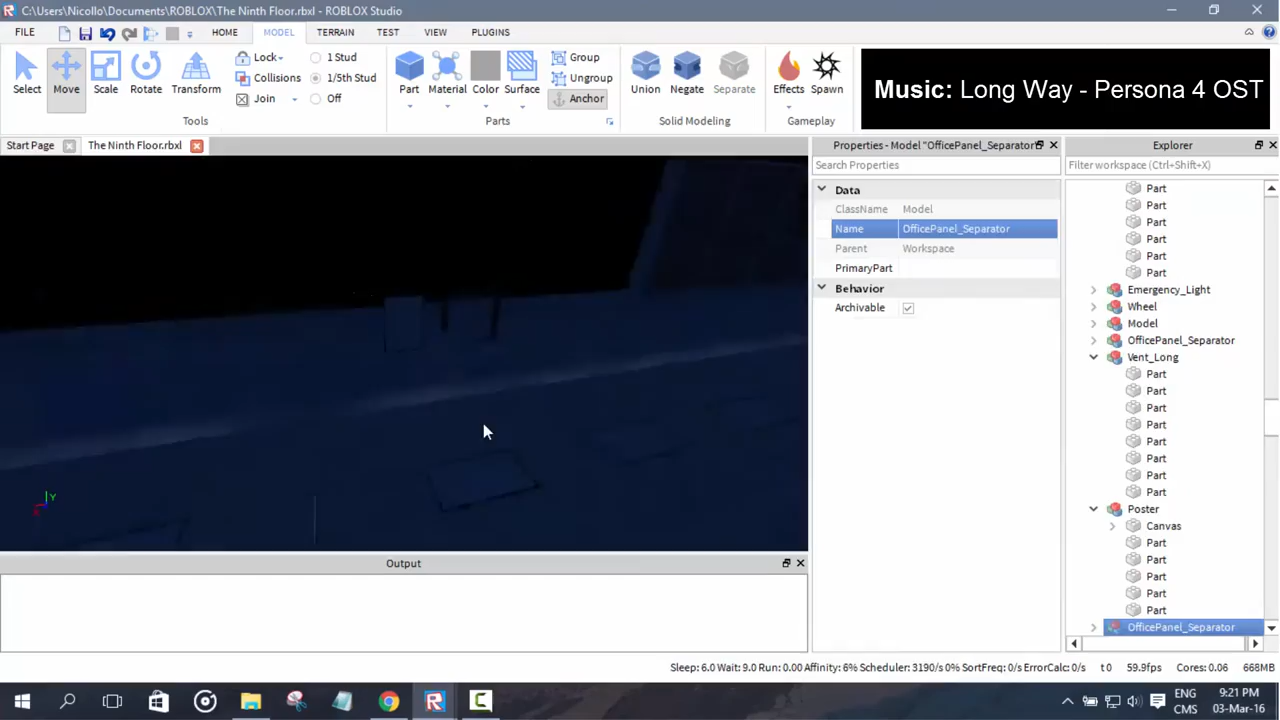 C:\Users\Nicollo\Documents\ROBLOX\The Ninth Floor.rbxl - ROBLOX Studio
FILE HOME MODEL TERRAIN TEST VIEW PLUGINS
Select Move Scale Rotate Transform
Lock
Collisions
Join
1 Stud
1/5th Stud
Off
Tools
Part Material Color Surface
Group
Ungroup
Anchor
Parts
Union Negate Separate
Solid Modeling
Effects Spawn
Gameplay
Music: Long Way - Persona 4 OST
Start Page The Ninth Floor.rbxl
Y
Output
Properties - Model "OfficePanel_Separator"
Search Properties
Data
ClassName Model
Name OfficePanel_Separator
Parent Workspace
PrimaryPart
Behavior
Archivable
Explorer
Filter workspace (Ctrl+Shift+X)
Part
Part
Part
Part
Part
Part
Emergency_Light
Wheel
Model
OfficePanel_Separator
Vent_Long
Part
Part
Part
Part
Part
Part
Part
Part
Poster
Canvas
Part
Part
Part
Part
Part
OfficePanel_Separator
Sleep: 6.0 Wait: 9.0 Run: 0.00 Affinity: 6% Scheduler: 3190/s 0% SortFreq: 0/s ErrorCalc: 0/s t 0 59.9fps Cores: 0.06 668MB
ENG
CMS
9:21 PM
03-Mar-16